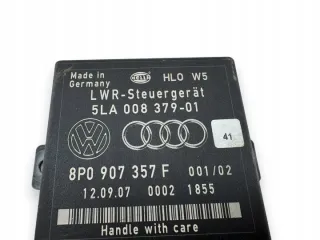 Made in
Germany
HELLA
HLO W5
LWR-Steuergerät
5LA 008 379-01
41
8P0 907 357 F 001/02
12.09.07 0002 1855
Handle with care